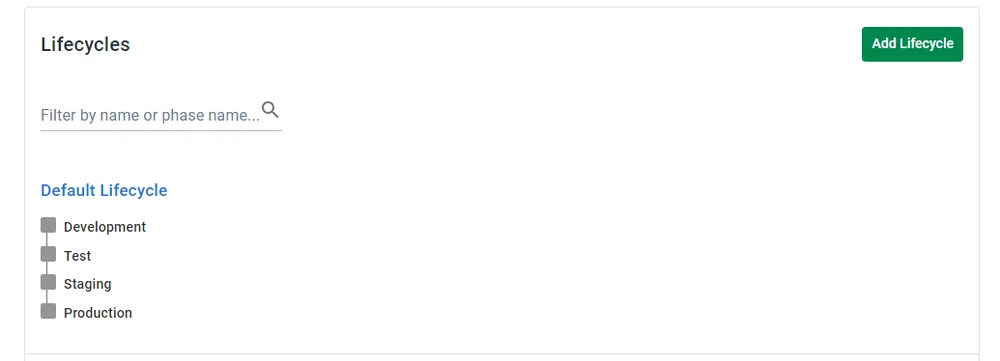 Lifecycles
Add Lifecycle
Filter by name or phase name...
Default Lifecycle
Development
Test
Staging
Production